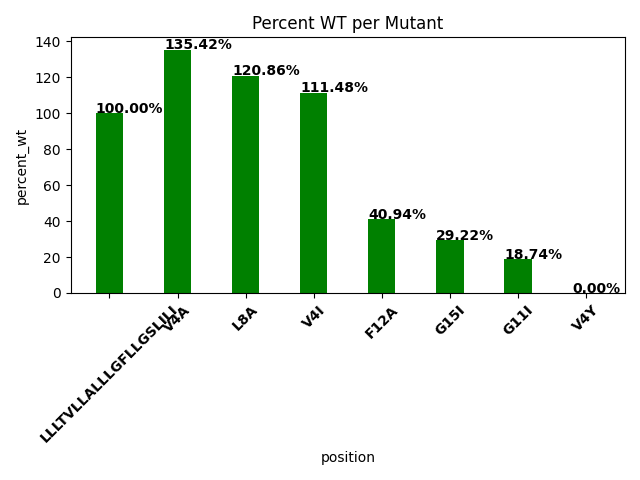 Percent WT per Mutant
percent_wt
140
120
100
80
60
40
20
0
100.00%
135.42%
120.86%
111.48%
40.94%
29.22%
18.74%
0.00%
LLLTVLLALLLGFLLGSLILI
V4A
L8A
V4I
F12A
G15I
G11I
V4Y
position